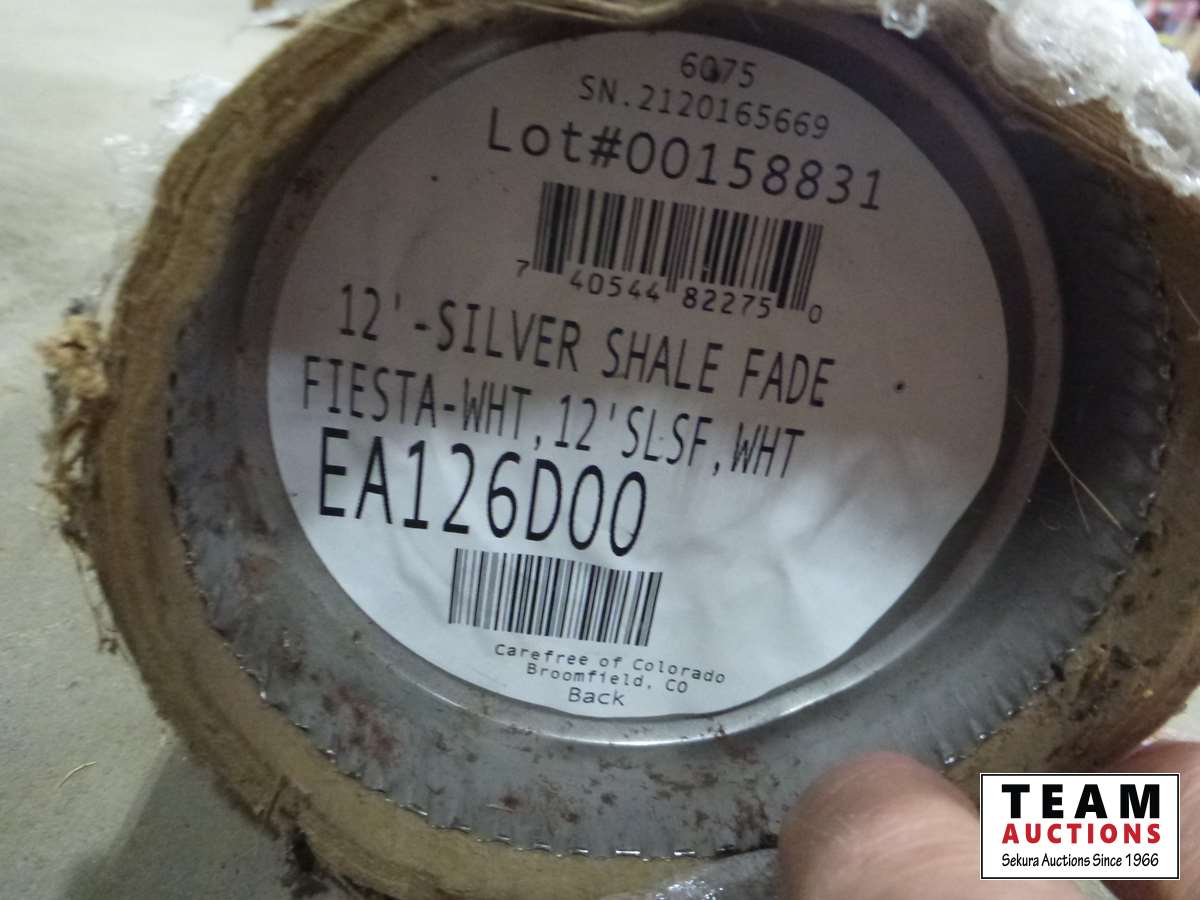 6075
SN.2120165669
Lot#00158831
7 40544 82275 0
12'-SILVER SHALE FADE
FIESTA-WHT,12'SLSF,WHT
EA126D00
Carefree of Colorado
Broomfield, CO
Back
TEAM
AUCTIONS
Sekura Auctions Since 1966